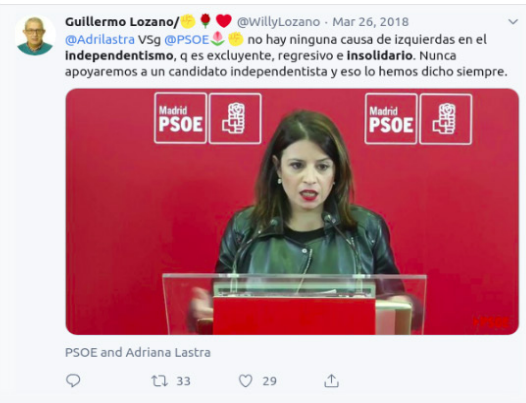 Guillermo Lozano/✊🌹❤️ @WillyLozano · Mar 26, 2018
@Adrilastra VSg @PSOE🌷✊ no hay ninguna causa de izquierdas en el
independentismo, q es excluyente, regresivo e insolidario. Nunca
apoyaremos a un candidato independentista y eso lo hemos dicho siempre.
Madrid
PSOE
Madrid
PSOE
PSOE and Adriana Lastra
33 29